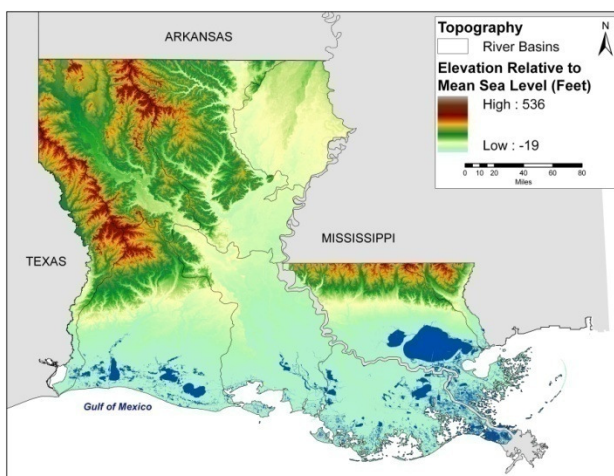 ARKANSAS
Topography
River Basins
N
Elevation Relative to
Mean Sea Level (Feet)
High : 536
Low : -19
0 5 10 20 40 60 80
Miles
MISSISSIPPI
TEXAS
Gulf of Mexico